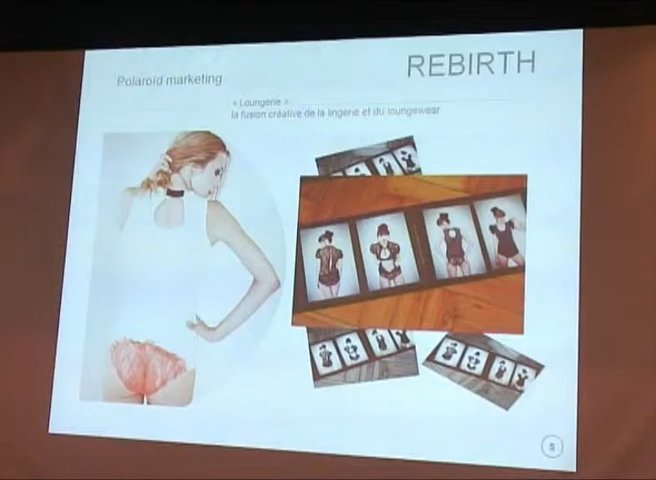 REBIRTH
Polaroid marketing
« Loungerie »
la fusion créative de la lingerie et du loungewear
5